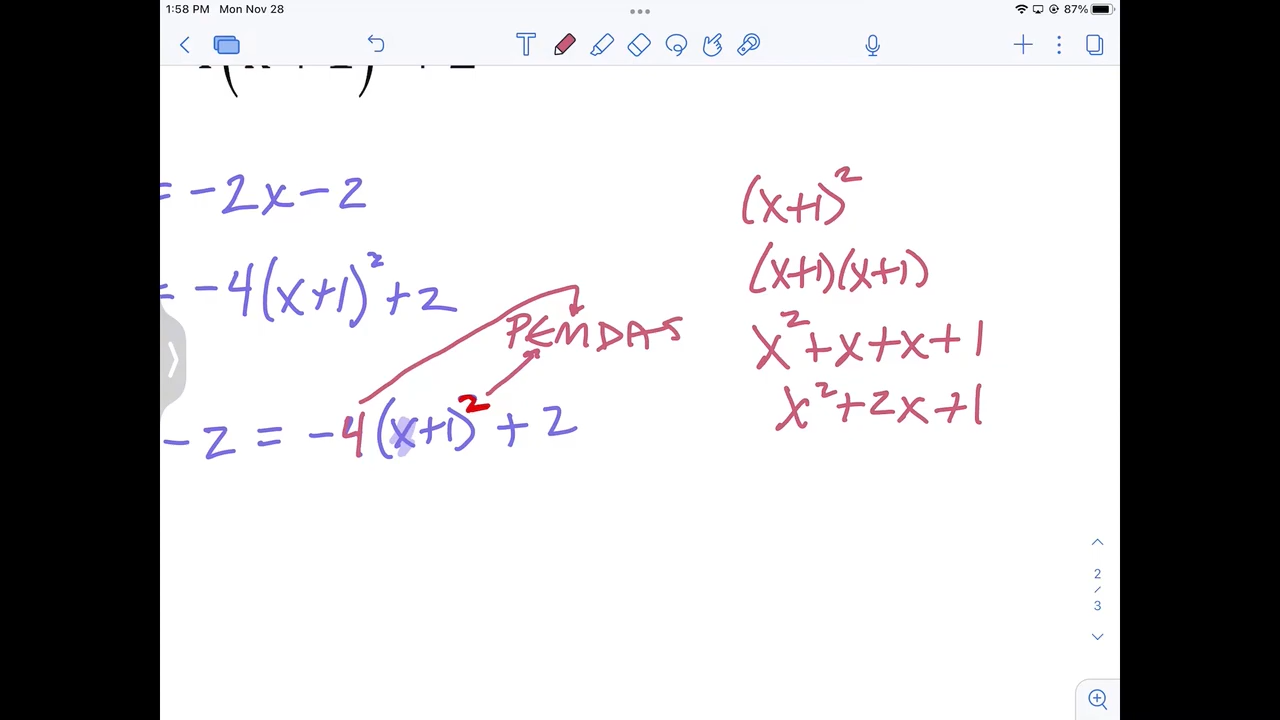 1:58 PM Mon Nov 28 87%
= -2x - 2
(x+1)²
= -4(x+1)² + 2
(x+1)(x+1)
PEMDAS
x² + x + x + 1
x² + 2x + 1
- 2 = -4(x+1)² + 2
2
/
3